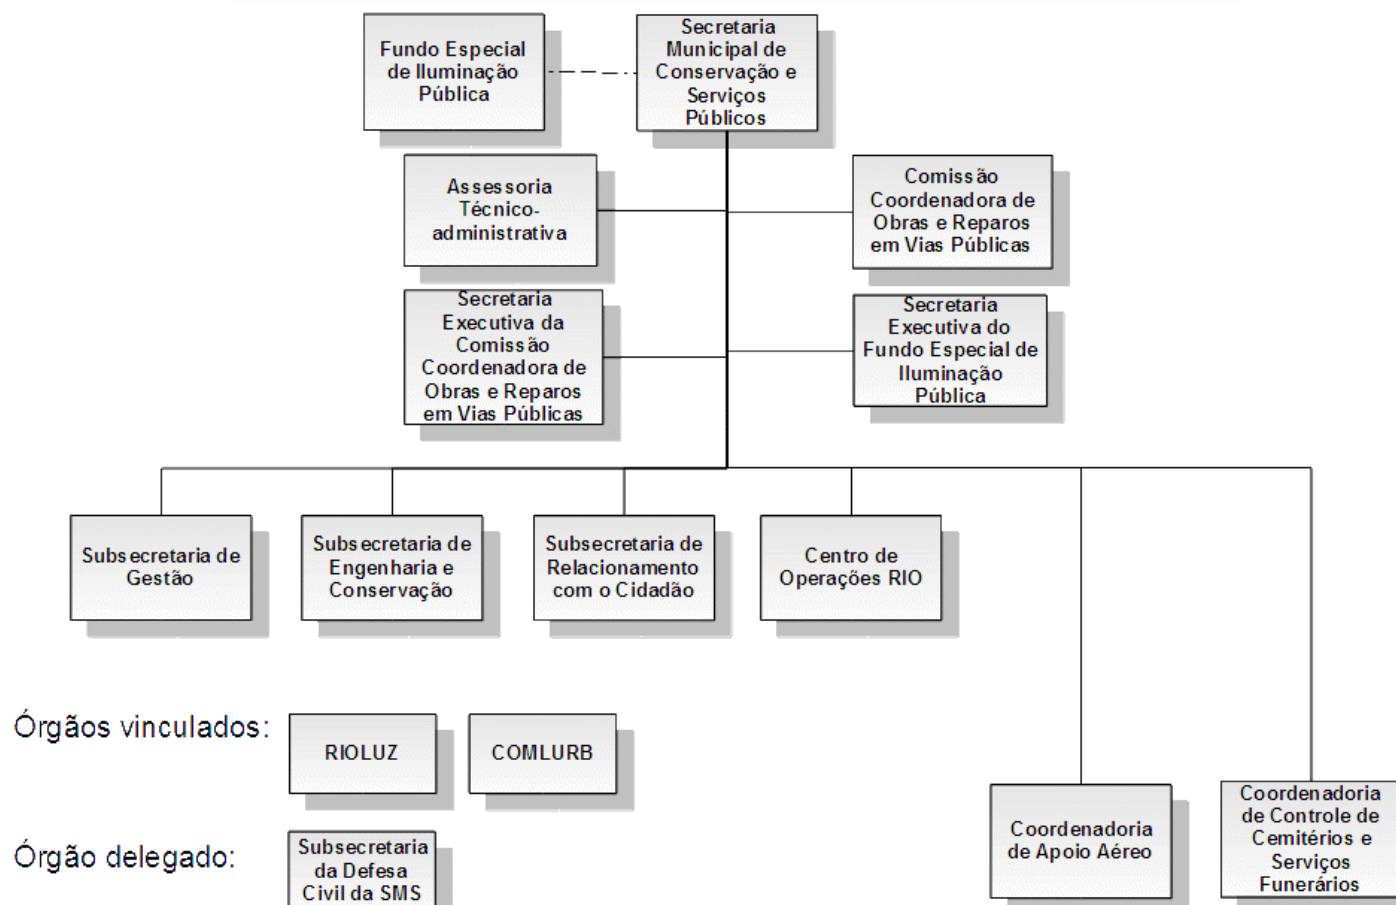 Fundo Especial
de Iluminação
Pública
Secretaria
Municipal de
Conservação e
Serviços
Públicos
Assessoria
Técnico-
administrativa
Comissão
Coordenadora de
Obras e Reparos
em Vias Públicas
Secretaria
Executiva da
Comissão
Coordenadora de
Obras e Reparos
em Vias Públicas
Secretaria
Executiva do
Fundo Especial de
Iluminação
Pública
Subsecretaria de
Gestão
Subsecretaria de
Engenharia e
Conservação
Subsecretaria de
Relacionamento
com o Cidadão
Centro de
Operações RIO
Órgãos vinculados:
RIOLUZ
COMLURB
Órgão delegado:
Subsecretaria
da Defesa
Civil da SMS
Coordenadoria
de Apoio Aéreo
Coordenadoria
de Controle de
Cemitérios e
Serviços
Funerários